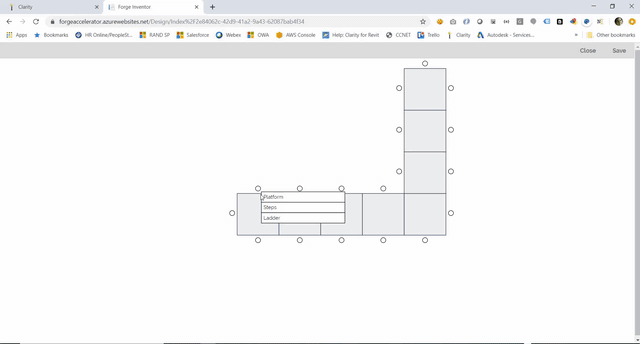 Clarity
Forge Inventor
forgeaccelerator.azurewebsites.net/Design/Index%2F2e84062c-42d9-41a2-9a43-62087bab4f34
Apps Bookmarks HR Online/PeopleSt... RAND SP Salesforce Webex OWA AWS Console Help: Clarity for Revit CCNET Trello Clarity Autodesk - Services... » Other bookmarks
Close Save
Platform
Steps
Ladder